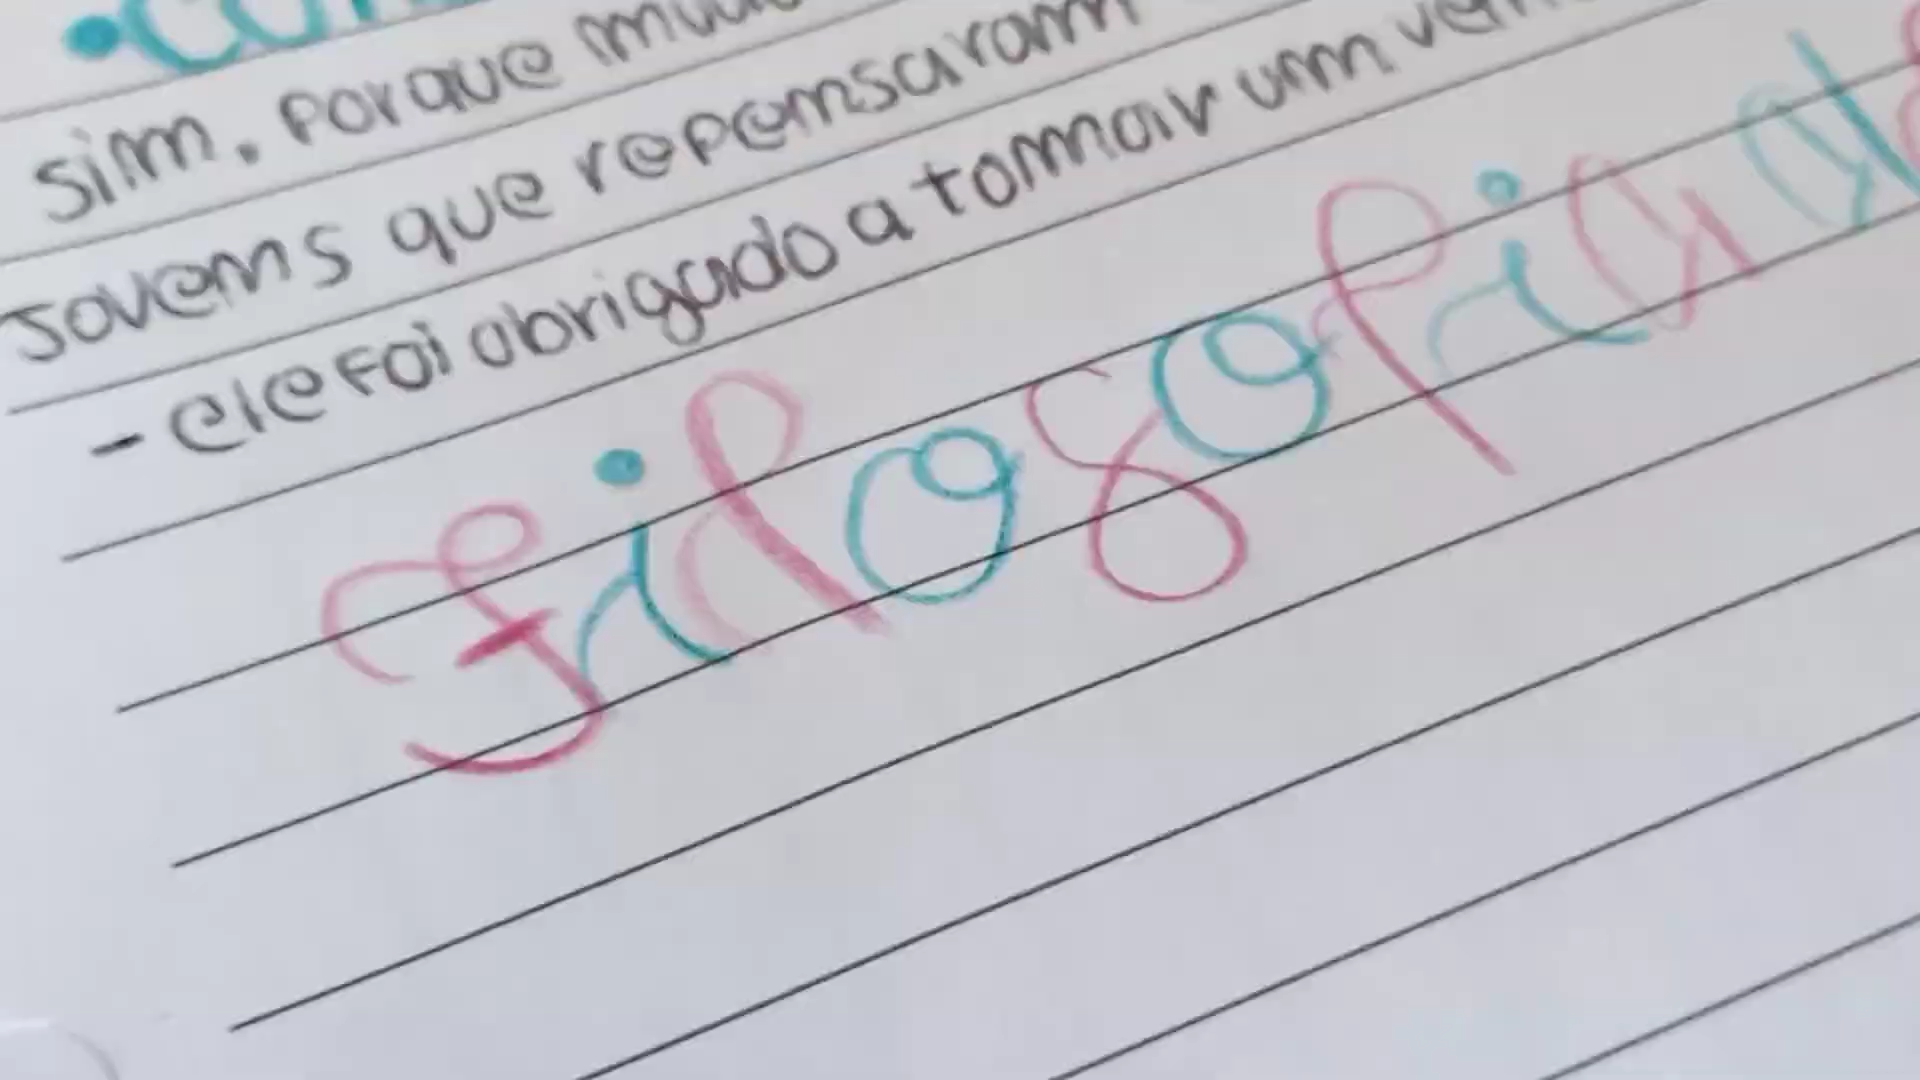 sim, porque
jovens que repensaram
- ele foi obrigado a tomar um
Filosofia